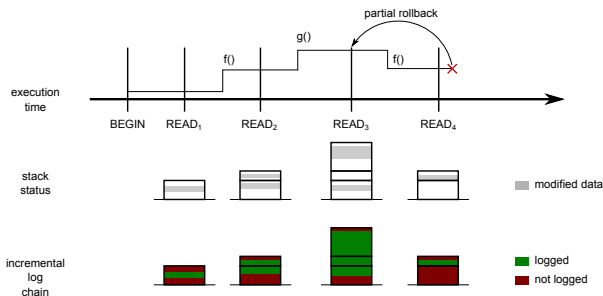 partial rollback
g()
f()
f()
execution
time
BEGIN
READ1
READ2
READ3
READ4
stack
status
modified data
incremental
log
chain
logged
not logged